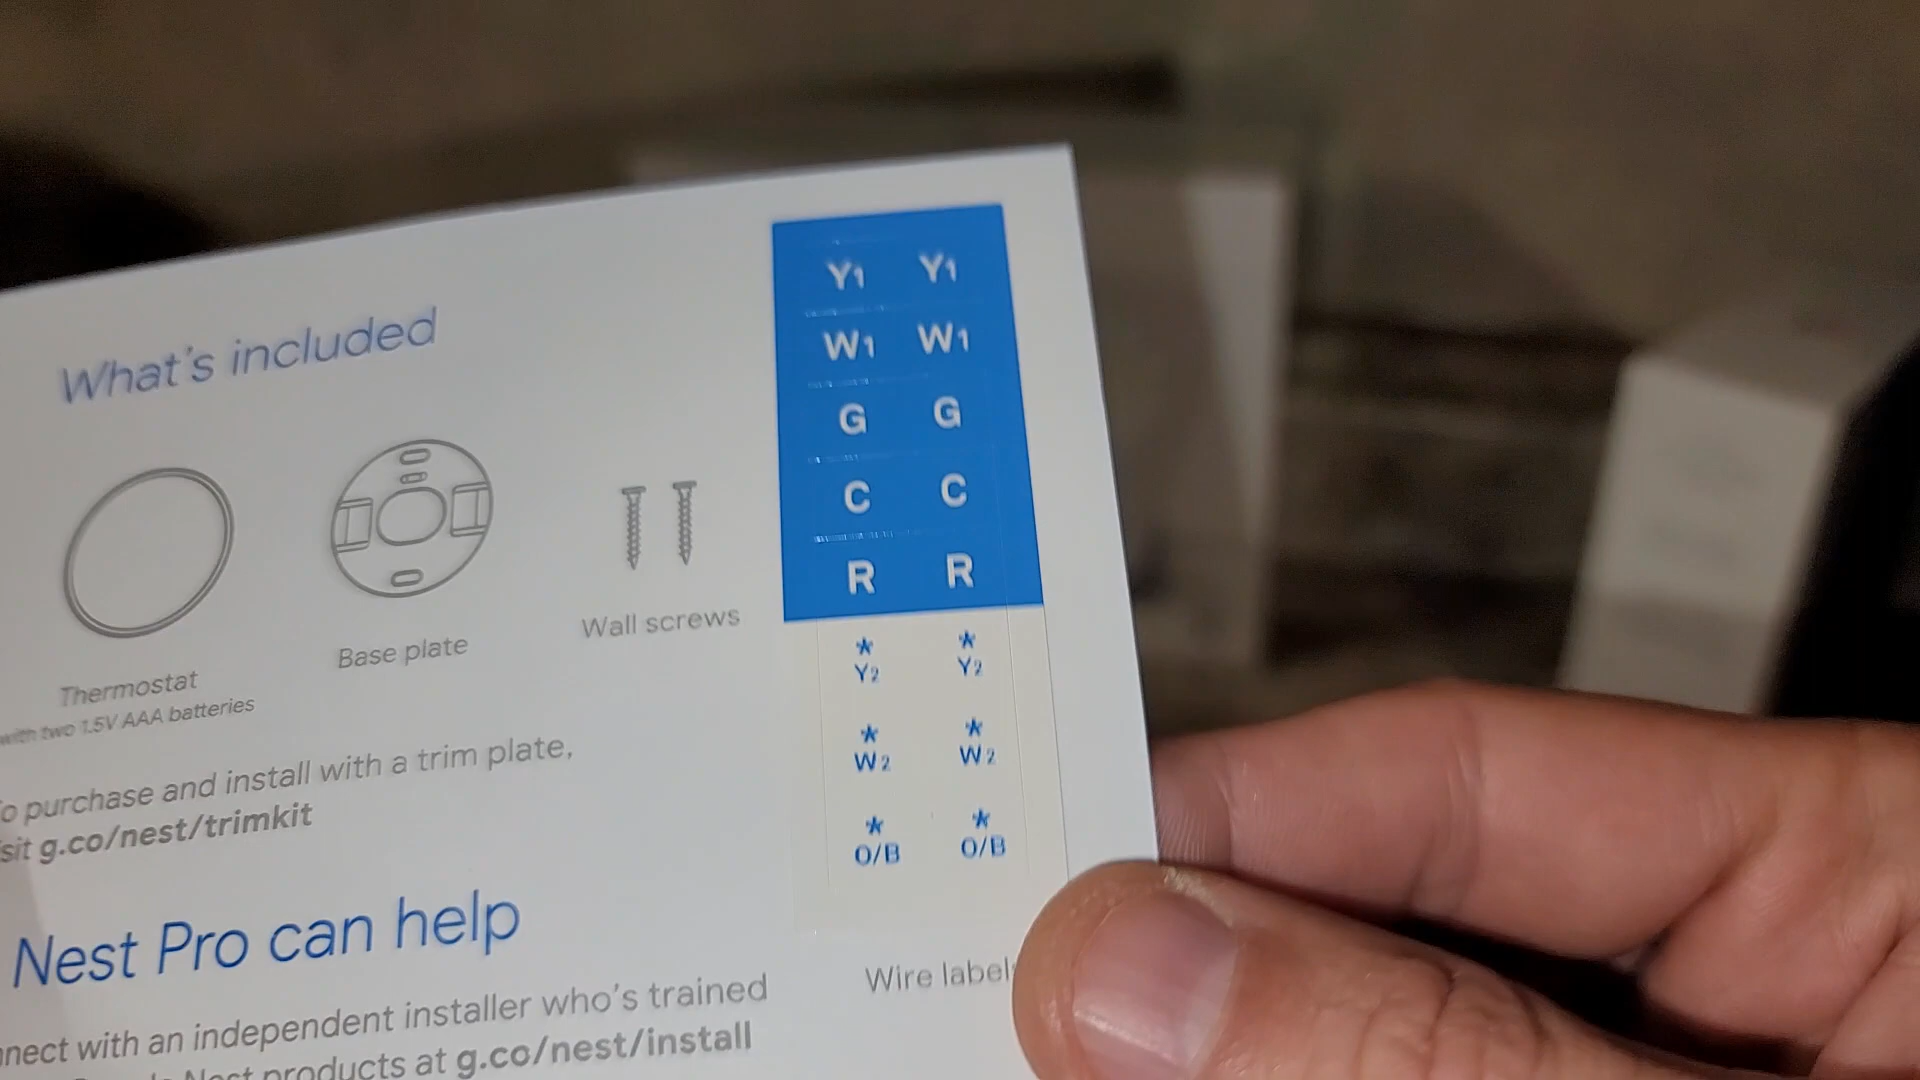 What's included
Y1 Y1
W1 W1
G G
C C
R R
* *
Y2 Y2
* *
W2 W2
* *
O/B O/B
Wire label
Thermostat
with two 1.5V AAA batteries
Base plate
Wall screws
o purchase and install with a trim plate,
sit g.co/nest/trimkit
Nest Pro can help
nnect with an independent installer who's trained
Nest products at g.co/nest/install